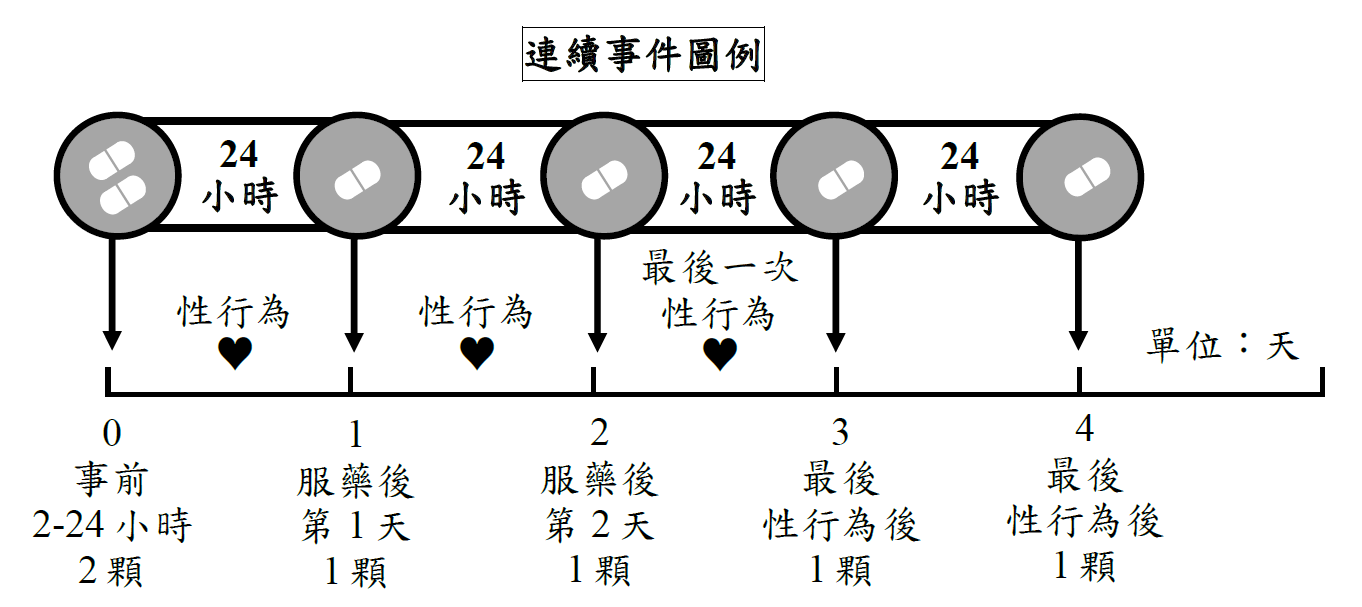 連續事件圖例
24
小時
24
小時
24
小時
24
小時
性行為
性行為
最後一次
性行為
單位：天
0
事前
2-24 小時
2 顆
1
服藥後
第 1 天
1 顆
2
服藥後
第 2 天
1 顆
3
最後
性行為後
1 顆
4
最後
性行為後
1 顆